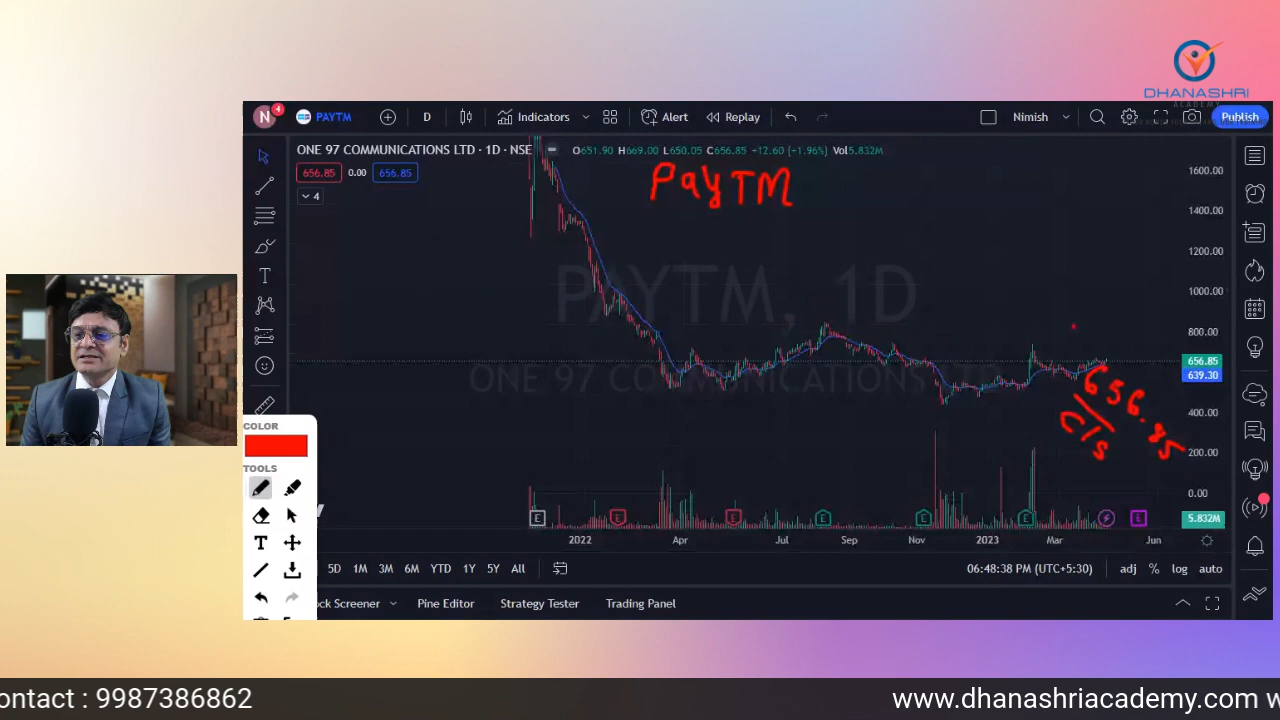 DHANASHRI
ACADEMY
N 4 PAYTM D Indicators Alert Replay Nimish Publish
ONE 97 COMMUNICATIONS LTD · 1D · NSE O651.90 H669.00 L650.05 C656.85 +12.60 (+1.96%) Vol5.832M
656.85 0.00 656.85
4
PayTM
PAYTM, 1D
ONE 97 COMMUNICATIONS
1600.00
1400.00
1200.00
1000.00
800.00
656.85
639.30
400.00
200.00
0.00
5.832M
656.85
C/s
E E E E E E E
2022 Apr Jul Sep Nov 2023 Mar Jun
5D 1M 3M 6M YTD 1Y 5Y All 06:48:38 PM (UTC+5:30) adj % log auto
ock Screener Pine Editor Strategy Tester Trading Panel
COLOR
TOOLS
T
ontact : 9987386862 www.dhanashriacademy.com w